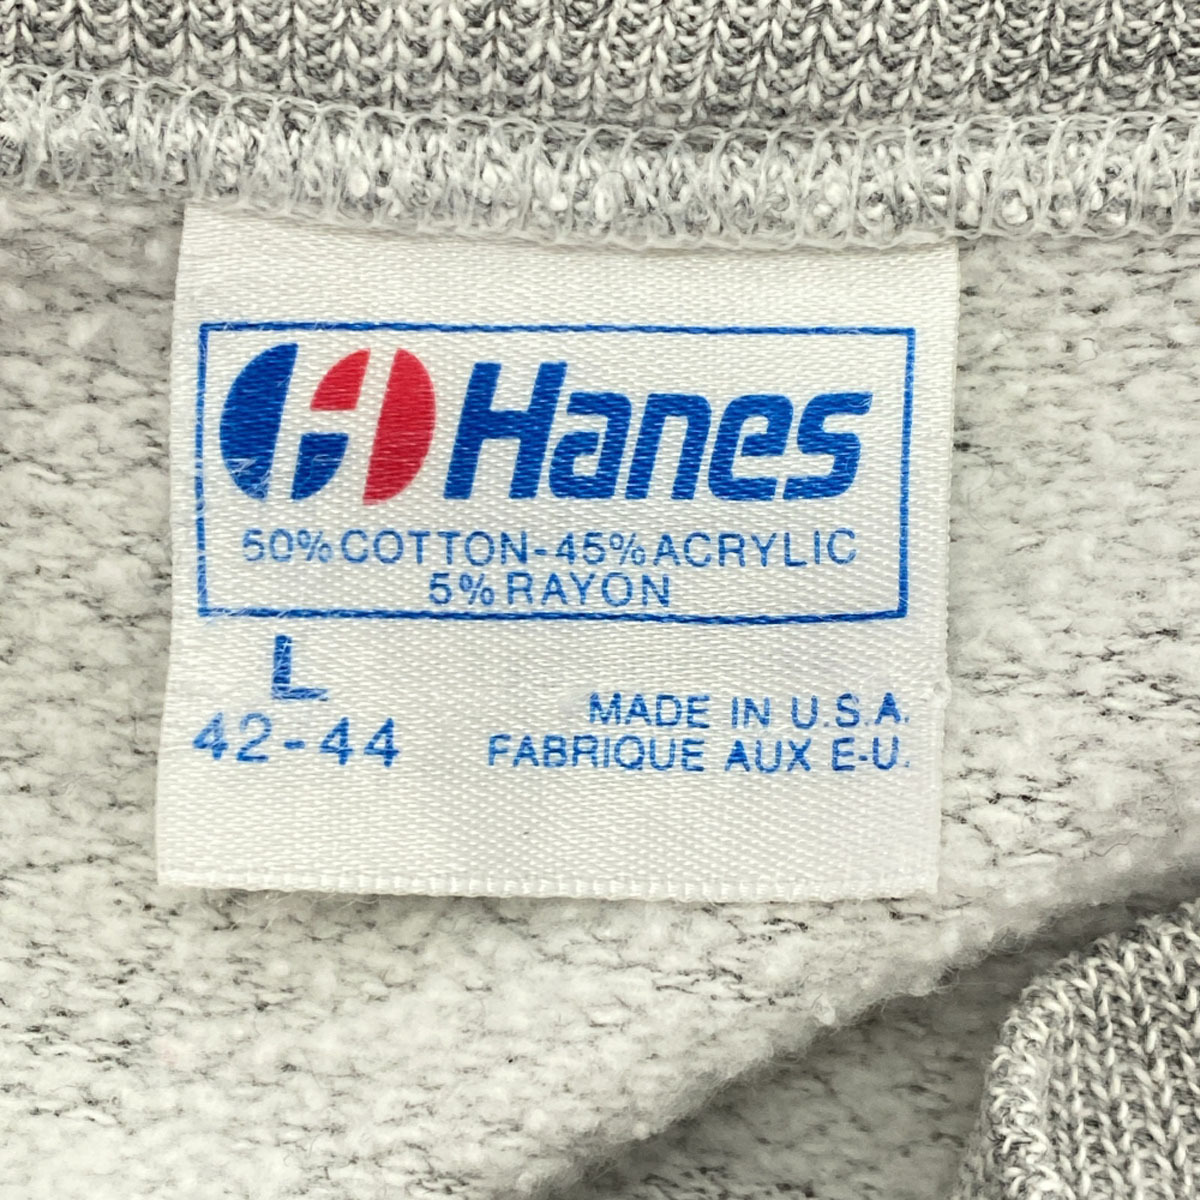 Hanes
50% COTTON-45% ACRYLIC
5% RAYON
L
42-44
MADE IN U.S.A.
FABRIQUE AUX E-U.